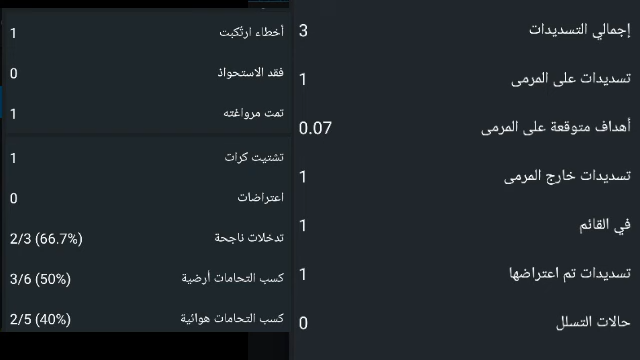 إجمالي التسديدات 3
تسديدات على المرمى 1
أهداف متوقعة على المرمى 0.07
تسديدات خارج المرمى 1
في القائم 1
تسديدات تم اعتراضها 1
حالات التسلل 0
أخطاء ارتُكبت 1
فقد الاستحواذ 0
تمت مرواغته 1
تشتيت كرات 1
اعتراضات 0
تدخلات ناجحة 2/3 (66.7%)
كسب التحامات أرضية 3/6 (50%)
كسب التحامات هوائية 2/5 (40%)